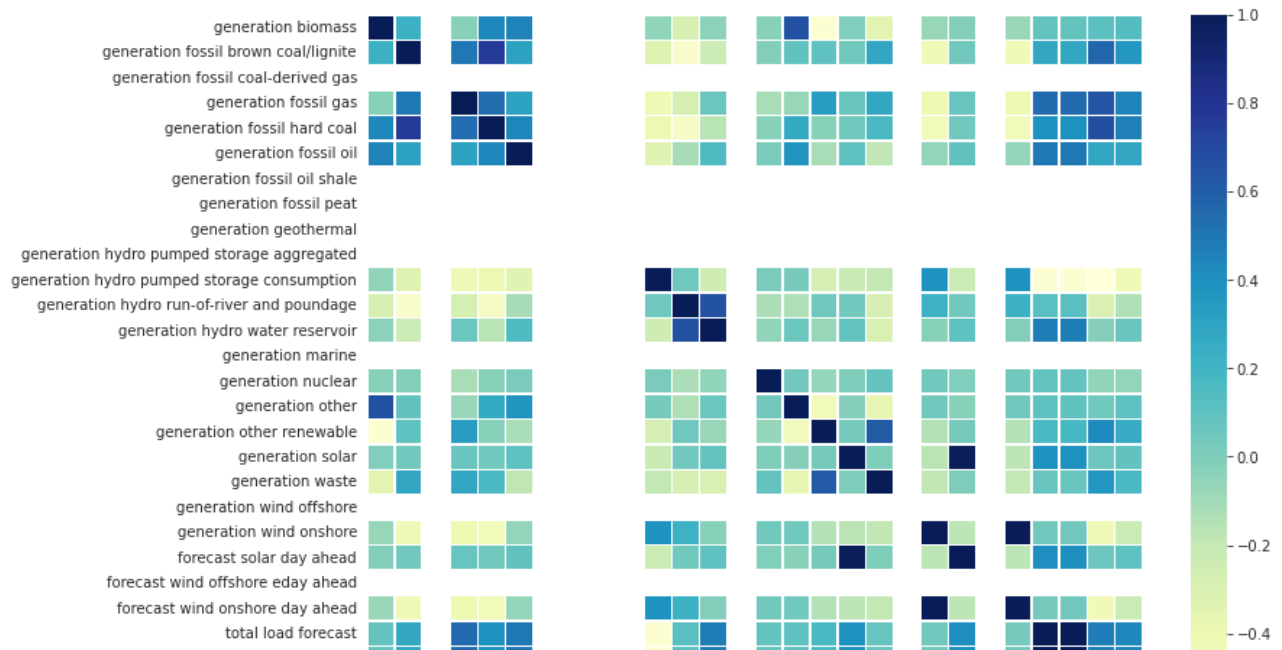 generation biomass
generation fossil brown coal/lignite
generation fossil coal-derived gas
generation fossil gas
generation fossil hard coal
generation fossil oil
generation fossil oil shale
generation fossil peat
generation geothermal
generation hydro pumped storage aggregated
generation hydro pumped storage consumption
generation hydro run-of-river and poundage
generation hydro water reservoir
generation marine
generation nuclear
generation other
generation other renewable
generation solar
generation waste
generation wind offshore
generation wind onshore
forecast solar day ahead
forecast wind offshore eday ahead
forecast wind onshore day ahead
total load forecast
1.0
0.8
0.6
0.4
0.2
0.0
−0.2
−0.4